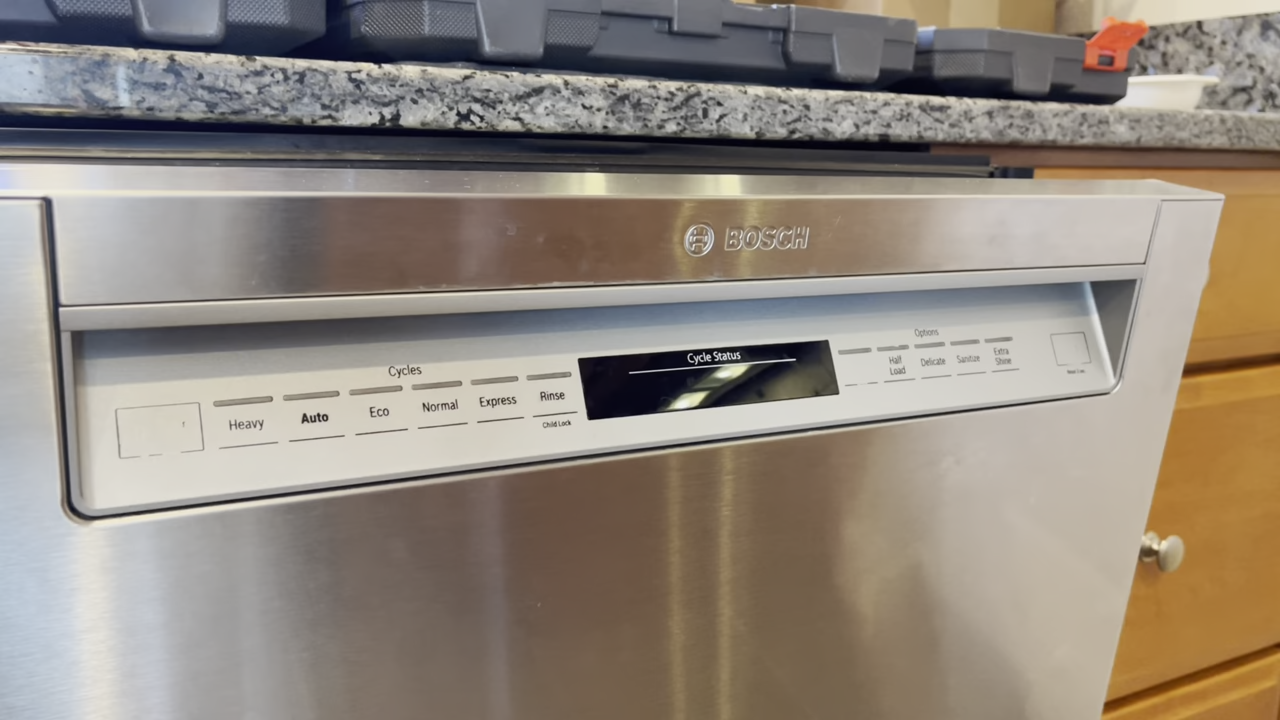 BOSCH
Cycles
Heavy
Auto
Eco
Normal
Express
Rinse
Child Lock
Cycle Status
Options
Half
Load
Delicate
Sanitize
Extra
Shine